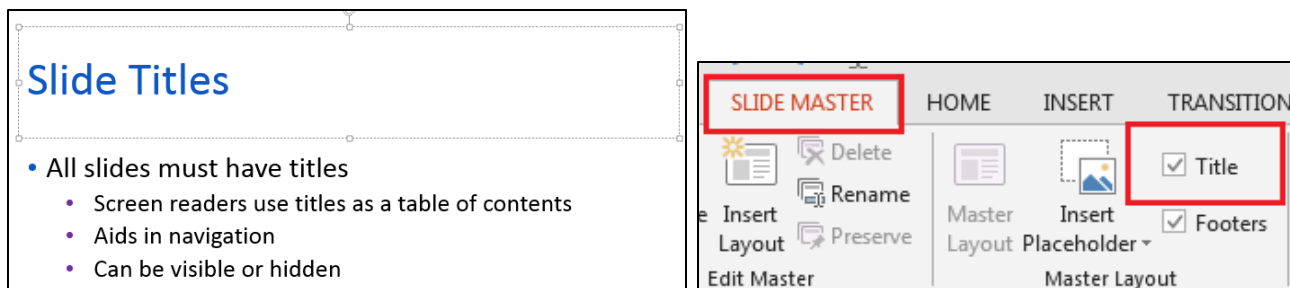 Slide Titles
• All slides must have titles
• Screen readers use titles as a table of contents
• Aids in navigation
• Can be visible or hidden
SLIDE MASTER HOME INSERT TRANSITION
Delete
Rename
Preserve
Insert
Layout
Edit Master
Master
Layout
Insert
Placeholder
Title
Footers
Master Layout